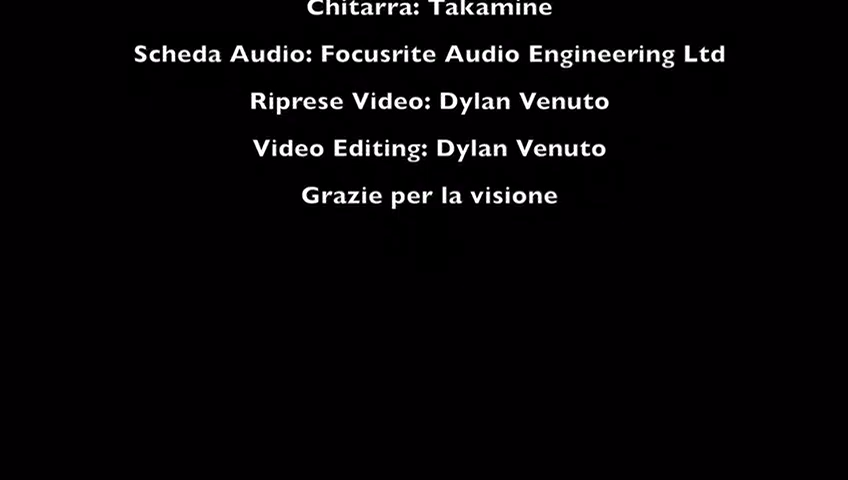 Chitarra: Takamine
Scheda Audio: Focusrite Audio Engineering Ltd
Riprese Video: Dylan Venuto
Video Editing: Dylan Venuto
Grazie per la visione